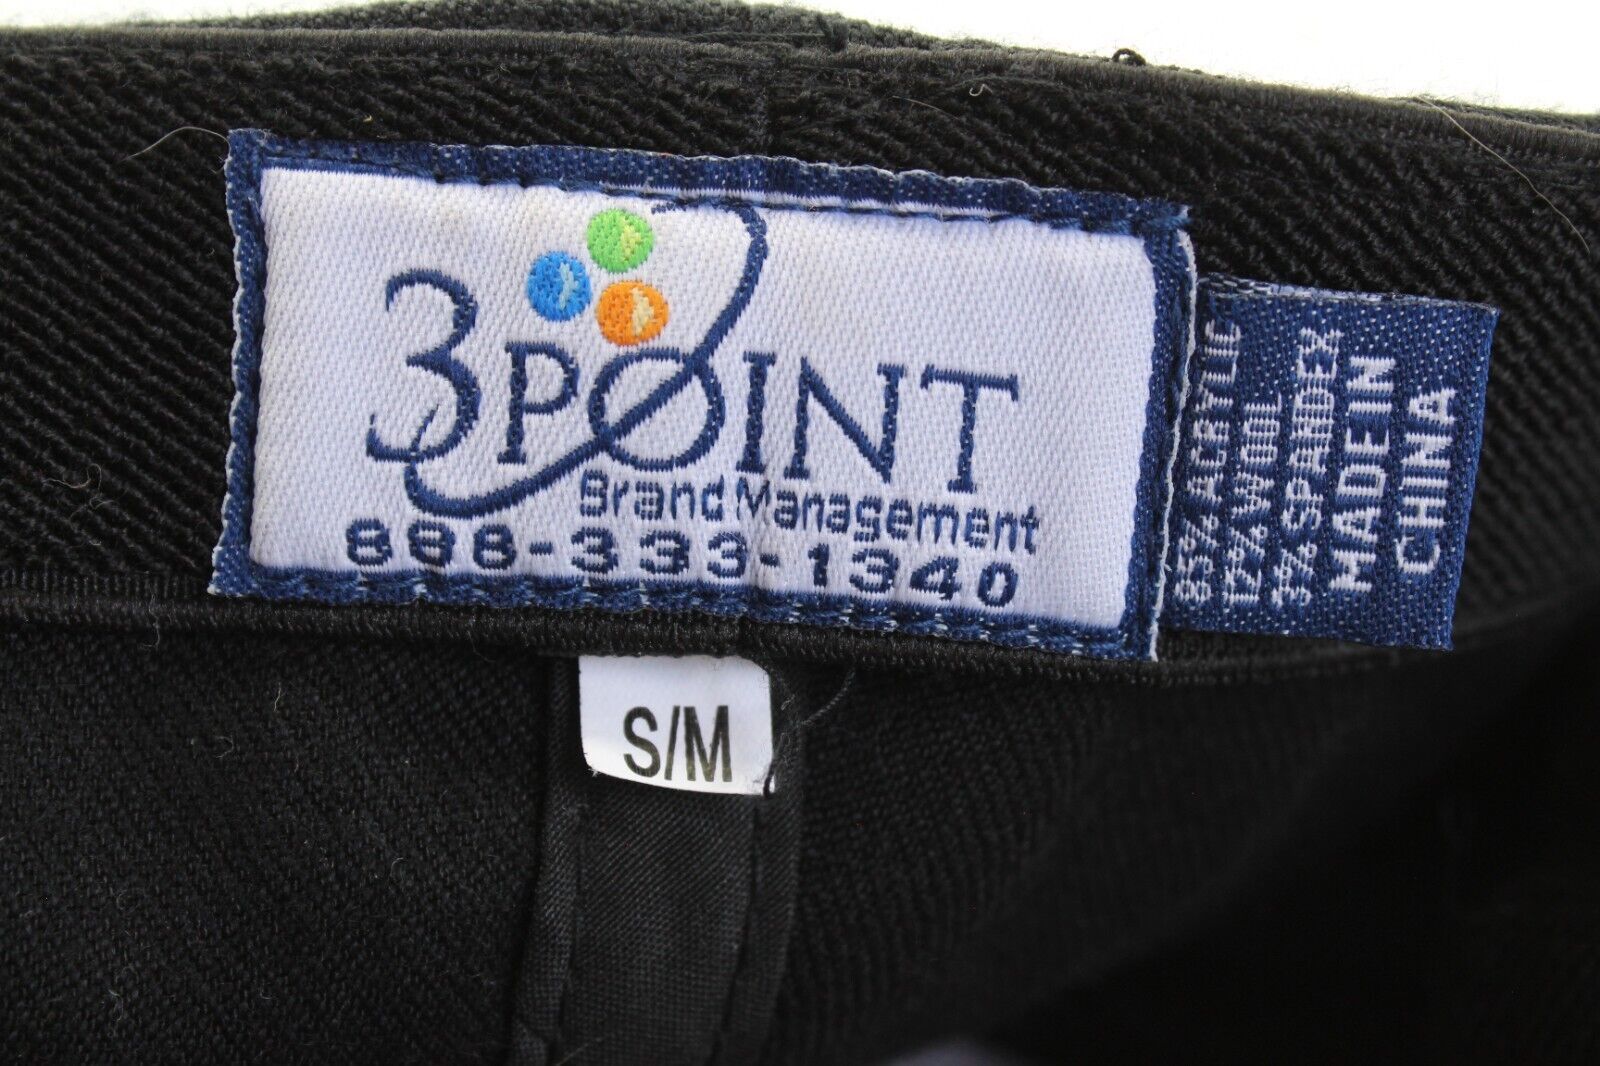 3POINT
Brand Management
888-333-1340
85% ACRYLIC
12% WOOL
3% SPANDEX
MADE IN
CHINA
S/M